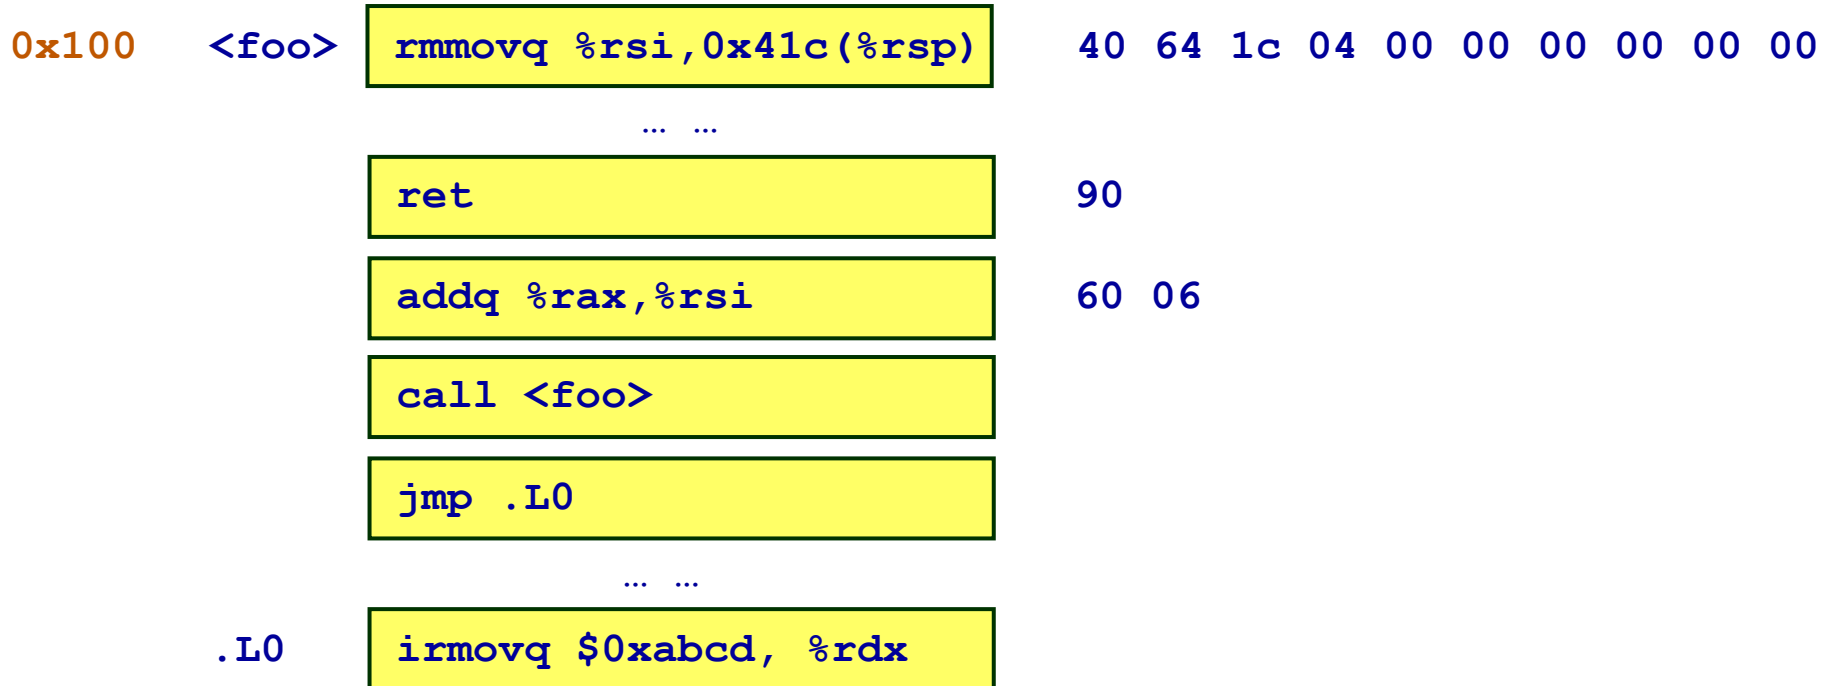 0x100 <foo> rmmovq %rsi,0x41c(%rsp) 40 64 1c 04 00 00 00 00 00 00
… …
ret 90
addq %rax,%rsi 60 06
call <foo>
jmp .L0
… …
.L0 irmovq $0xabcd, %rdx